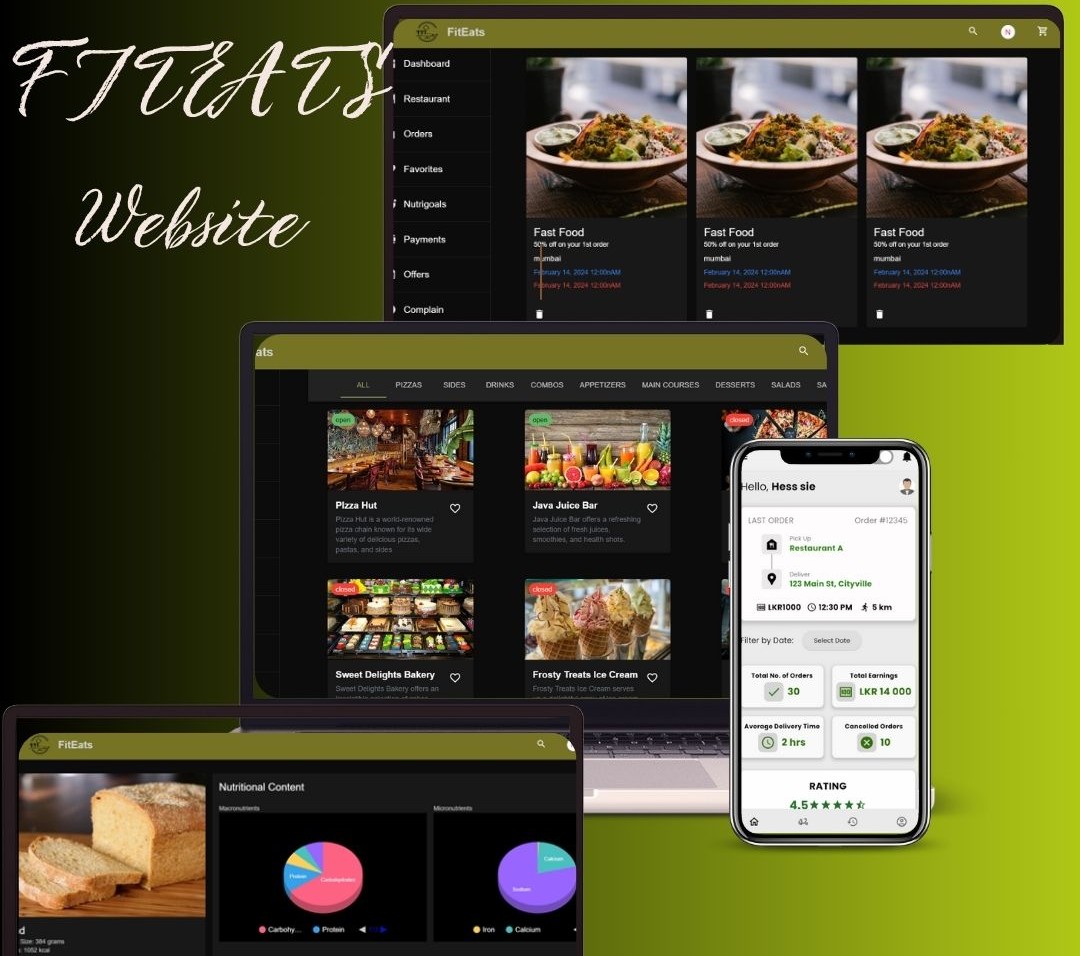 FITEATS
Website
FitEats
N
Dashboard
Restaurant
Orders
Favorites
Nutrigoals
Payments
Offers
Complain
Fast Food
50% off on your 1st order
mumbai
February 14, 2024 12:00nAM
February 14, 2024 12:00AM
Fast Food
50% off on your 1st order
mumbai
February 14, 2024 12:00nAM
February 14, 2024 12:00AM
Fast Food
50% off on your 1st order
mumbai
February 14, 2024 12:00nAM
February 14, 2024 12:00AM
ats
ALL PIZZAS SIDES DRINKS COMBOS APPETIZERS MAIN COURSES DESSERTS SALADS SA
open
PIzza Hut
Pizza Hut is a world-renowned
pizza chain known for its wide
variety of delicious pizzas,
pastas, and sides
open
Java Juice Bar
Java Juice Bar offers a refreshing
selection of fresh juices,
smoothies, and health shots.
closed
closed
Sweet Delights Bakery
Sweet Delights Bakery offers an
closed
Frosty Treats Ice Cream
Frosty Treats Ice Cream serves
Hello, Hess sie
LAST ORDER Order #12345
Pick Up
Restaurant A
Deliver
123 Main St, Cityville
LKR1000 12:30 PM 5 km
Filter by Date: Select Date
Total No. of Orders
30
Total Earnings
LKR 14 000
Average Delivery Time
2 hrs
Cancelled Orders
10
RATING
4.5
FitEats
d
Size: 384 grams
: 1052 kcal
Nutritional Content
Macronutrients
Protein
Carbohydrates
Carbohy... Protein
Micronutrients
Calcium
Sodium
Iron Calcium